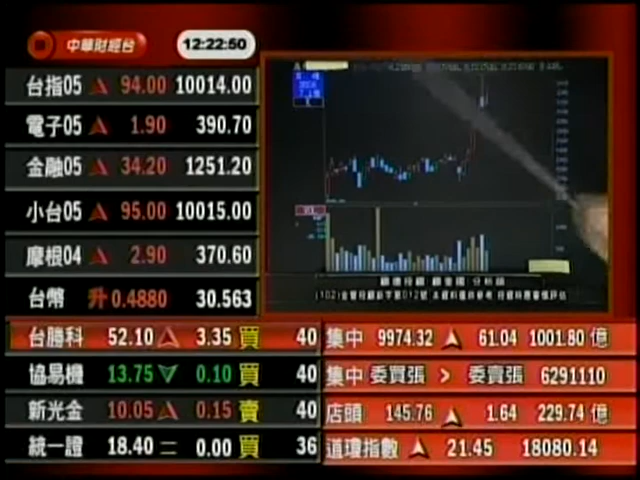 中華財經台 12:22:50
台指05 94.00 10014.00
電子05 1.90 390.70
金融05 34.20 1251.20
小台05 95.00 10015.00
摩根04 2.90 370.60
台幣 升0.4880 30.563
台勝科 52.10 3.35 買 40
協易機 13.75 0.10 買 40
新光金 10.05 0.15 賣 40
統一證 18.40 二 0.00 買 36
集中 9974.32 61.04 1001.80 億
集中 委買張 > 委賣張 6291110
店頭 145.76 1.64 229.74 億
道瓊指數 21.45 18080.14